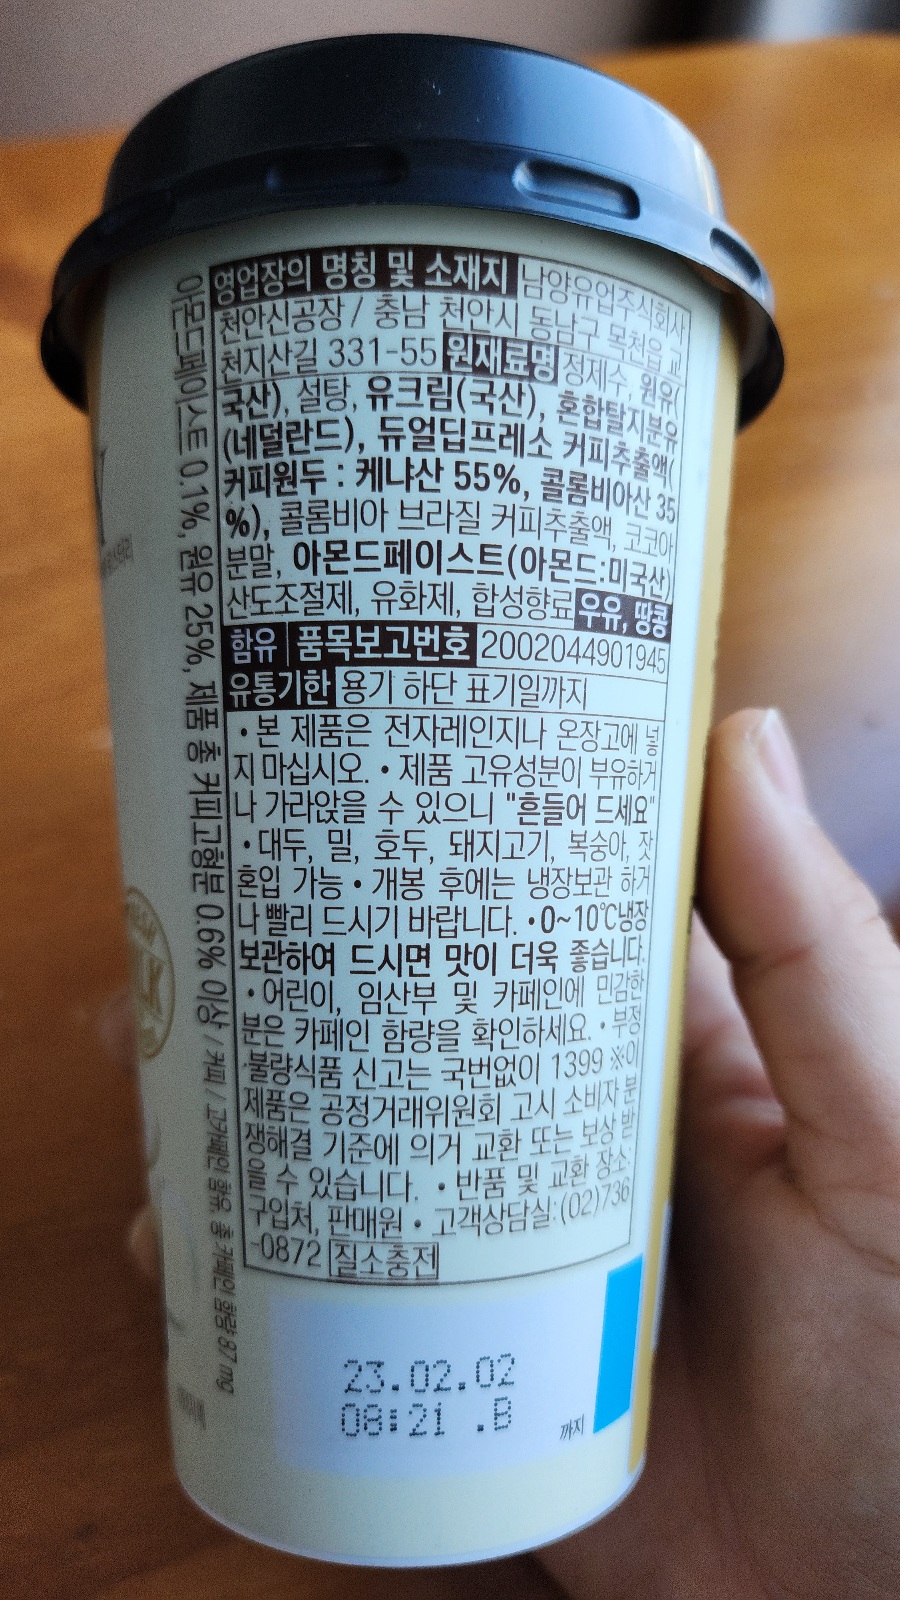 영업장의 명칭 및 소재지 남양유업주식회사
천안신공장 / 충남 천안시 동남구 목천읍 교
천지산길 331-55 원재료명 정제수, 원유(
국산), 설탕, 유크림(국산), 혼합탈지분유
(네덜란드), 듀얼딥프레소 커피추출액(
커피원두 : 케냐산 55%, 콜롬비아산 35
%), 콜롬비아 브라질 커피추출액, 코코아
분말, 아몬드페이스트(아몬드:미국산)
산도조절제, 유화제, 합성향료 우유, 땅콩
함유 품목보고번호 2002044901945
유통기한 용기 하단 표기일까지
• 본 제품은 전자레인지나 온장고에 넣
지 마십시오. • 제품 고유성분이 부유하거
나 가라앉을 수 있으니 "흔들어 드세요"
• 대두, 밀, 호두, 돼지고기, 복숭아, 잣
혼입 가능 • 개봉 후에는 냉장보관 하거
나 빨리 드시기 바랍니다. • 0~10℃냉장
보관하여 드시면 맛이 더욱 좋습니다.
• 어린이, 임산부 및 카페인에 민감한
분은 카페인 함량을 확인하세요. • 부정
·불량식품 신고는 국번없이 1399 ※이
제품은 공정거래위원회 고시 소비자 분
쟁해결 기준에 의거 교환 또는 보상 받
을 수 있습니다. • 반품 및 교환 장소:
구입처, 판매원 • 고객상담실:(02)736
-0872 질소충전
아몬드페이스트 0.1%, 원유 25%, 제품 총 커피고형분 0.6% 이상 / 커피 / 고카페인 함유 총 카페인 함량 87 mg
23.02.02
08:21 .B
까지